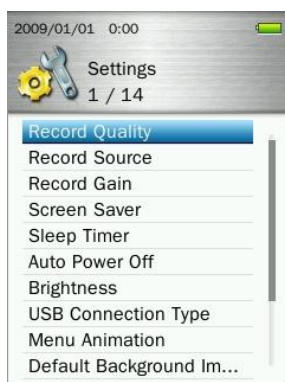 2009/01/01 0:00
Settings
1 / 14
Record Quality
Record Source
Record Gain
Screen Saver
Sleep Timer
Auto Power Off
Brightness
USB Connection Type
Menu Animation
Default Background Im...